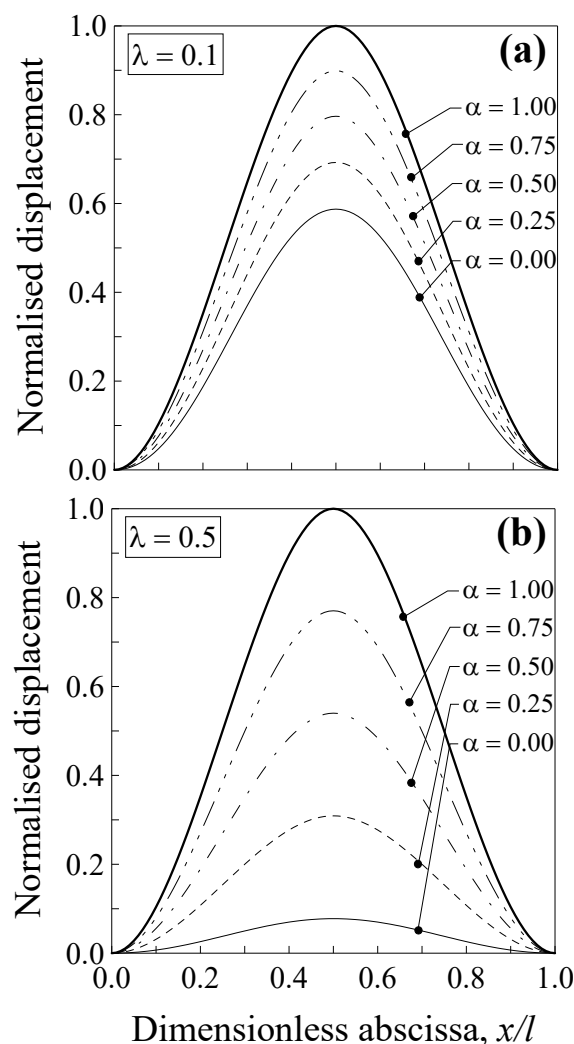 1.0
λ = 0.1
(a)
0.8
0.6
0.4
0.2
0.0
Normalised displacement
α = 1.00
α = 0.75
α = 0.50
α = 0.25
α = 0.00
1.0
λ = 0.5
(b)
0.8
0.6
0.4
0.2
0.0
Normalised displacement
α = 1.00
α = 0.75
α = 0.50
α = 0.25
α = 0.00
0.0 0.2 0.4 0.6 0.8 1.0
Dimensionless abscissa, x/l